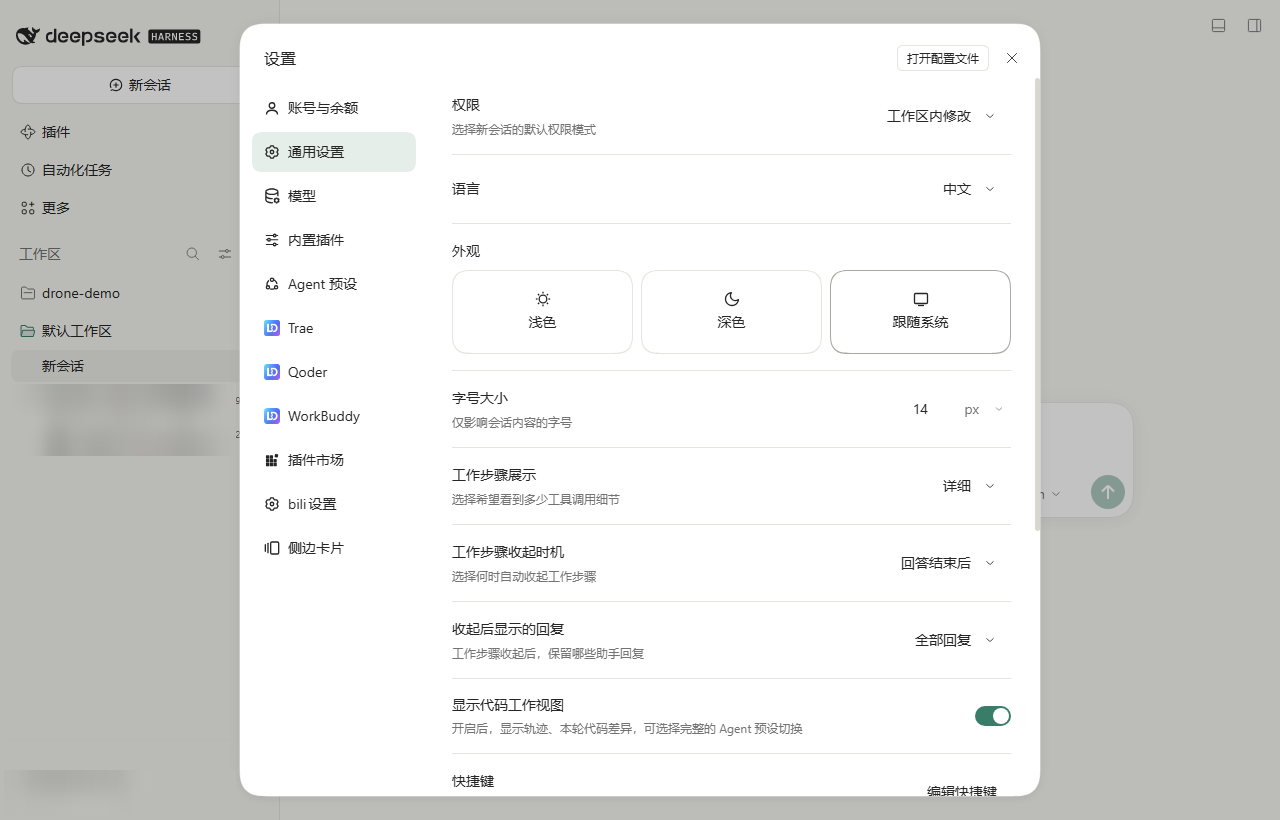 deepseek HARNESS
新会话
插件
自动化任务
更多
工作区
drone-demo
默认工作区
新会话
设置
打开配置文件
账号与余额
通用设置
模型
内置插件
Agent 预设
Trae
Qoder
WorkBuddy
插件市场
bili 设置
侧边卡片
权限
选择新会话的默认权限模式
工作区内修改
语言
中文
外观
浅色
深色
跟随系统
字号大小
仅影响会话内容的字号
14 px
工作步骤展示
选择希望看到多少工具调用细节
详细
工作步骤收起时机
选择何时自动收起工作步骤
回答结束后
收起后显示的回复
工作步骤收起后，保留哪些助手回复
全部回复
显示代码工作视图
开启后，显示轨迹、本轮代码差异，可选择完整的 Agent 预设切换
快捷键
编辑快捷键